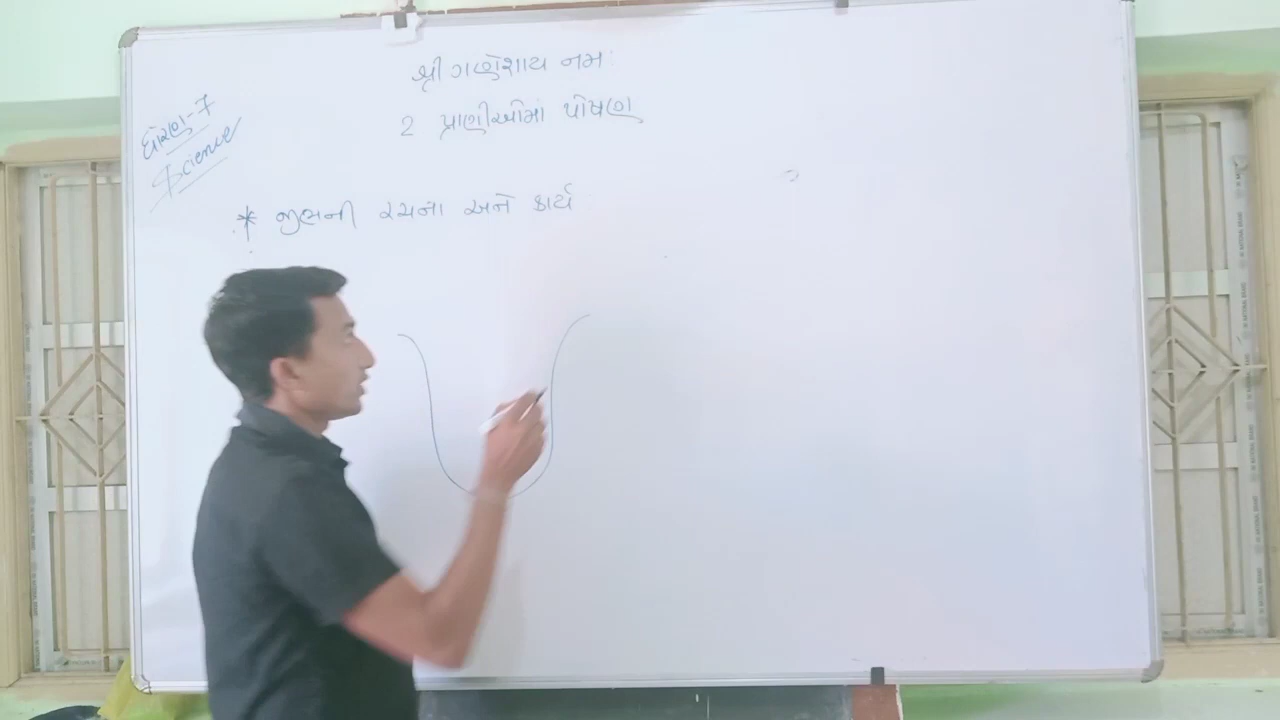 શ્રી ગણેશાય નમઃ
2 પ્રાણીઓમાં પોષણ
ધોરણ-7
Science
* જીભની રચના અને કાર્ય